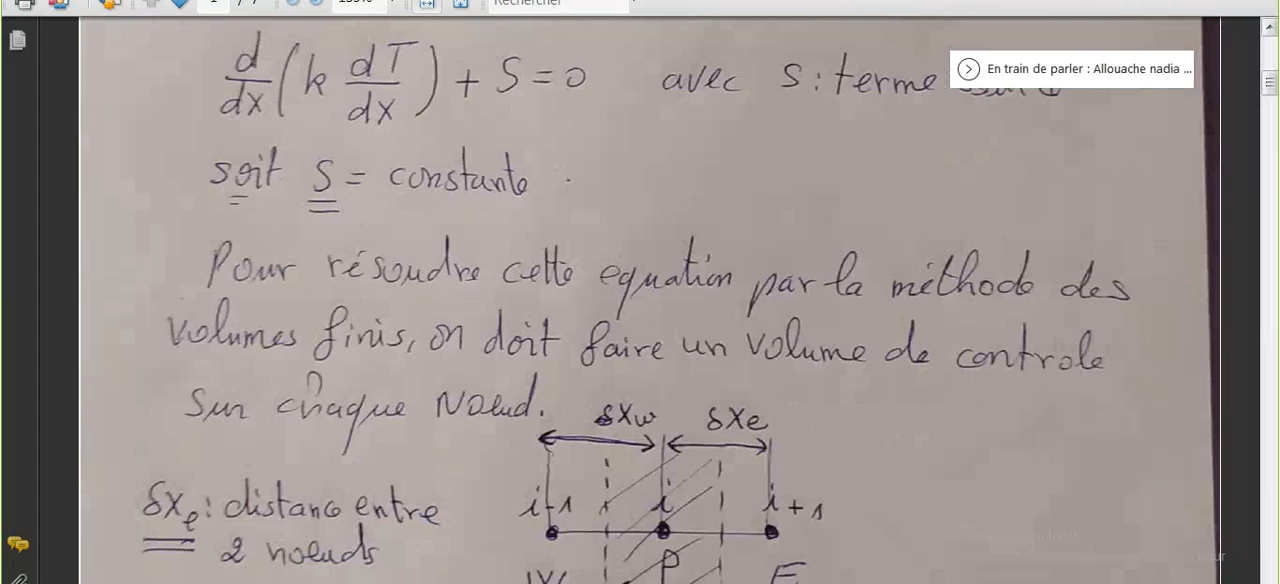 Rechercher
d/dx (k dT/dx) + S = 0 avec S : terme
En train de parler : Allouache nadia ...
soit S = constante
Pour résoudre cette equation par la méthode des
volumes finis, on doit faire un volume de controle
sur chaque Noeud.
δxw δxe
δxe : distance entre
2 noeuds
i-1 i i+1
W P E